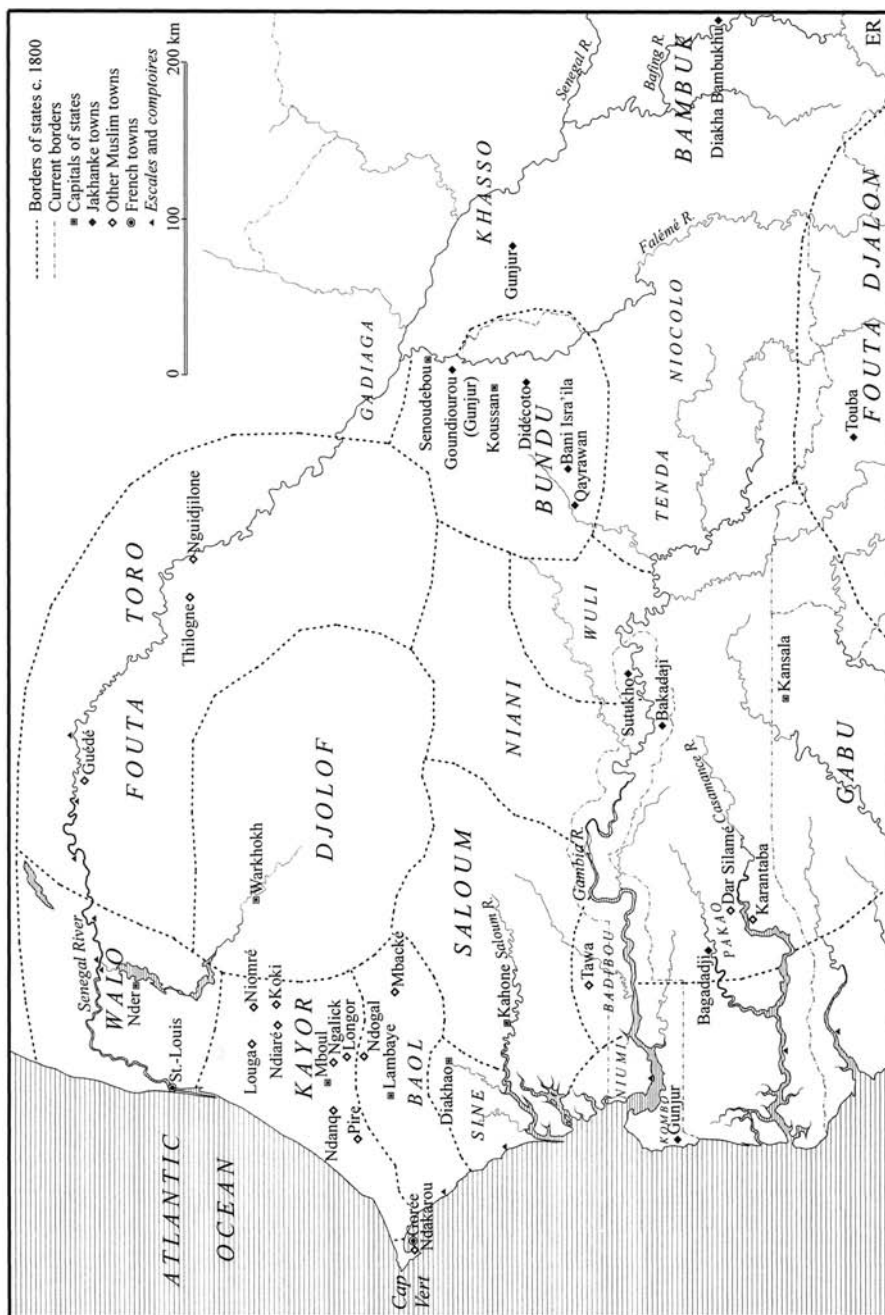 Borders of states c. 1800
Current borders
Capitals of states
Jakhanke towns
Other Muslim towns
French towns
Escales and comptoires
0
100
200 km
ATLANTIC
OCEAN
Cap
Vert
Senegal River
WALO
Nder
St.-Louis
FOUTA TORO
Guédé
Thilogne
Nguidjilone
GADIAGA
KHASSO
Senegal R.
Bafing R.
BAMBUK
Diakha Bambukhu
Gunjur
Falémé R.
DJOLOF
Warkhokh
Niomré
Louga
Koki
Ndiaré
KAYOR
Mboul
Ngalick
Longor
Ndogal
Ndanq
Pire
Mbacké
Lambaye
BAOL
Gorée
Ndakarou
Diakhao
SINE
Kahone
Saloum R.
SALOUM
NIANI
WULI
BUNDU
Senoudebou
Goundiourou
(Gunjur)
Koussan
Didécoto
Bani Isra'ila
Qayrawan
TENDA
NIOCOLO
FOUTA DJALON
Touba
Tawa
BADIBOU
NIUMI
Gambia R.
Sutukho
Bakadaji
KOMBO
Gunjur
Bagadadji
PAKAO
Dar Silamé
Karantaba
Casamance R.
Kansala
GABU
ER